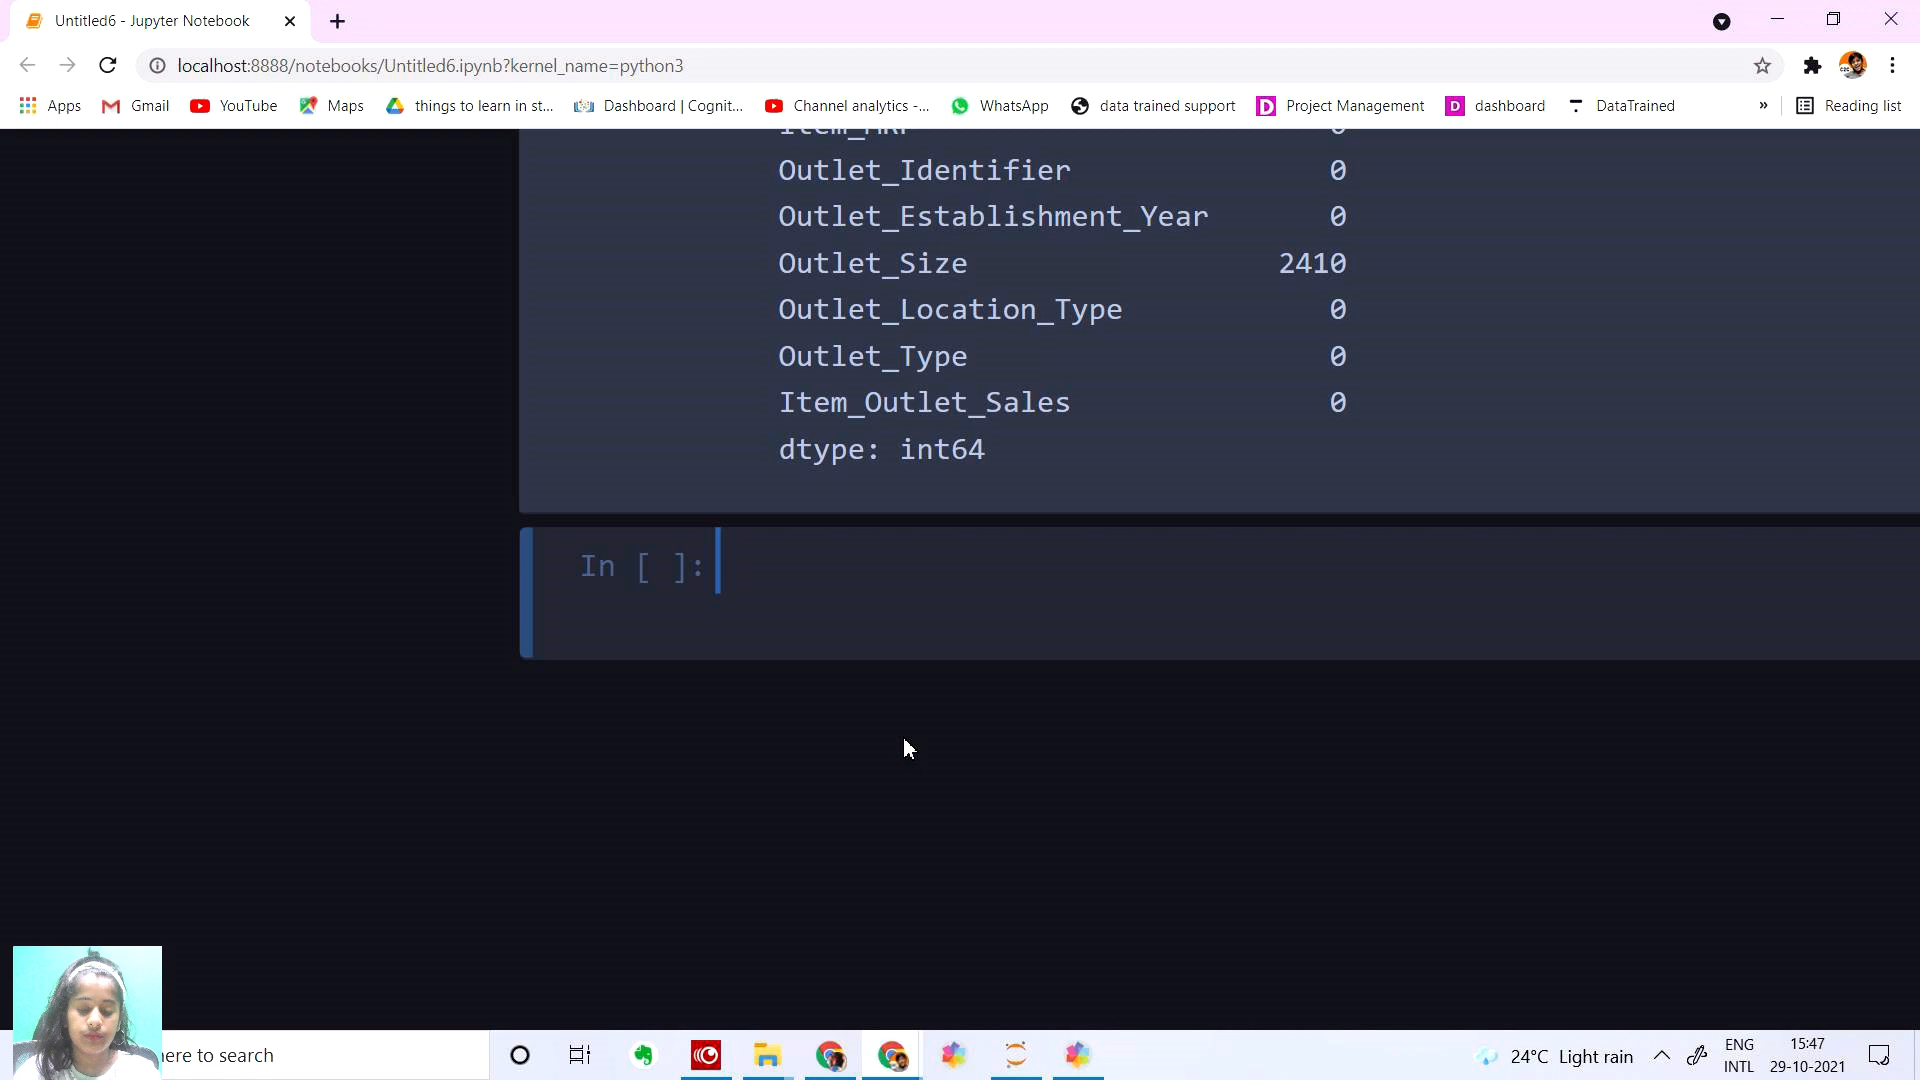 Untitled6 - Jupyter Notebook
localhost:8888/notebooks/Untitled6.ipynb?kernel_name=python3
Apps Gmail YouTube Maps things to learn in st... Dashboard | Cognit... Channel analytics -... WhatsApp data trained support Project Management dashboard DataTrained » Reading list
Item_MRP 0
Outlet_Identifier 0
Outlet_Establishment_Year 0
Outlet_Size 2410
Outlet_Location_Type 0
Outlet_Type 0
Item_Outlet_Sales 0
dtype: int64
In [ ]:
here to search
24°C Light rain
ENG
INTL
15:47
29-10-2021